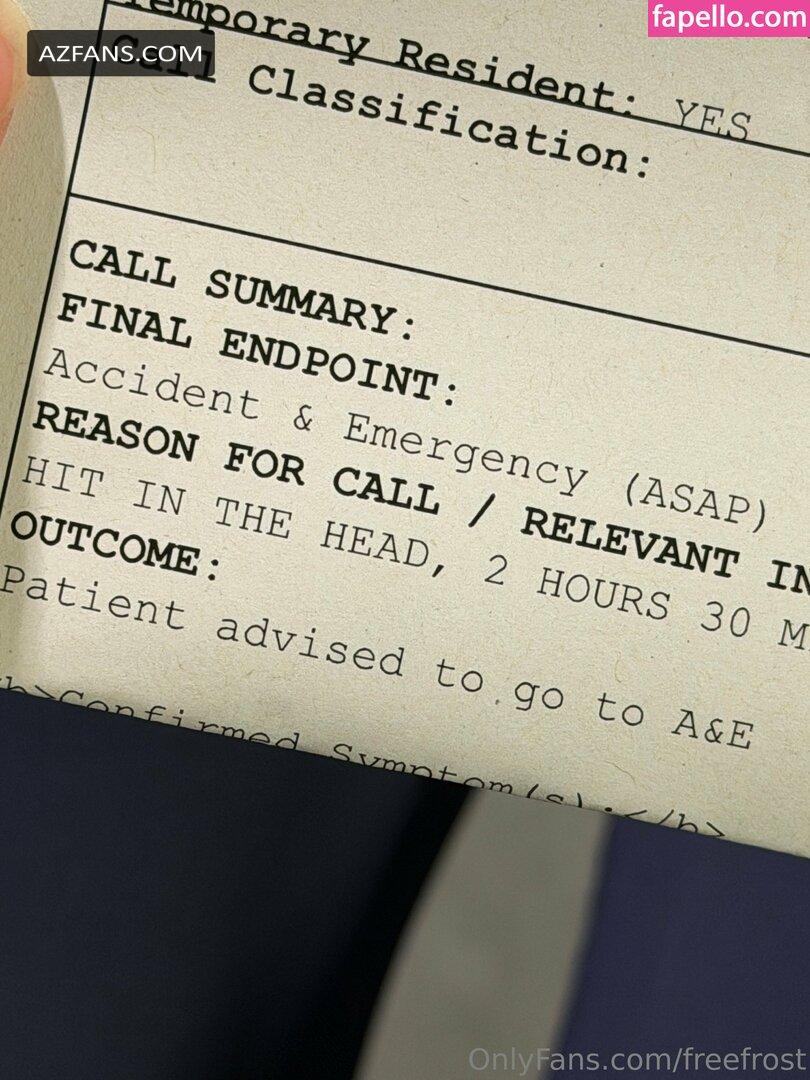 fapello.com
AZFANS.COM
Temporary Resident: YES
Call Classification:
CALL SUMMARY:
FINAL ENDPOINT:
Accident & Emergency (ASAP)
REASON FOR CALL / RELEVANT IN
HIT IN THE HEAD, 2 HOURS 30 M
OUTCOME:
Patient advised to go to A&E
b>Confirmed Symptom(s):</b>
OnlyFans.com/freefrost